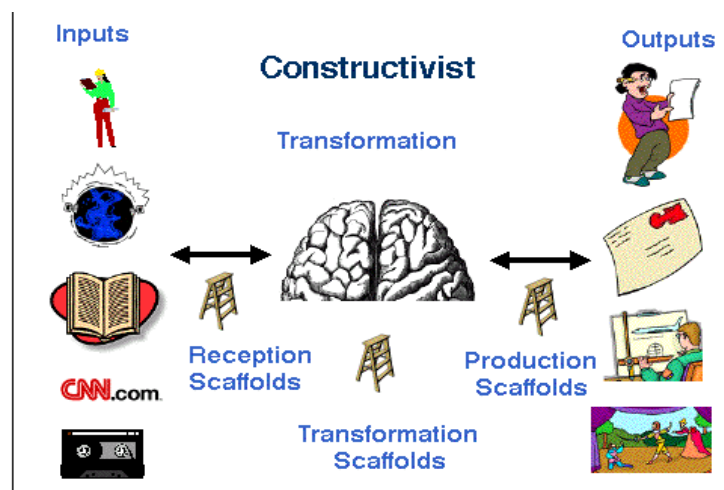 Inputs
Constructivist
Outputs
Transformation
Reception
Scaffolds
Production
Scaffolds
CNN.com
Transformation
Scaffolds